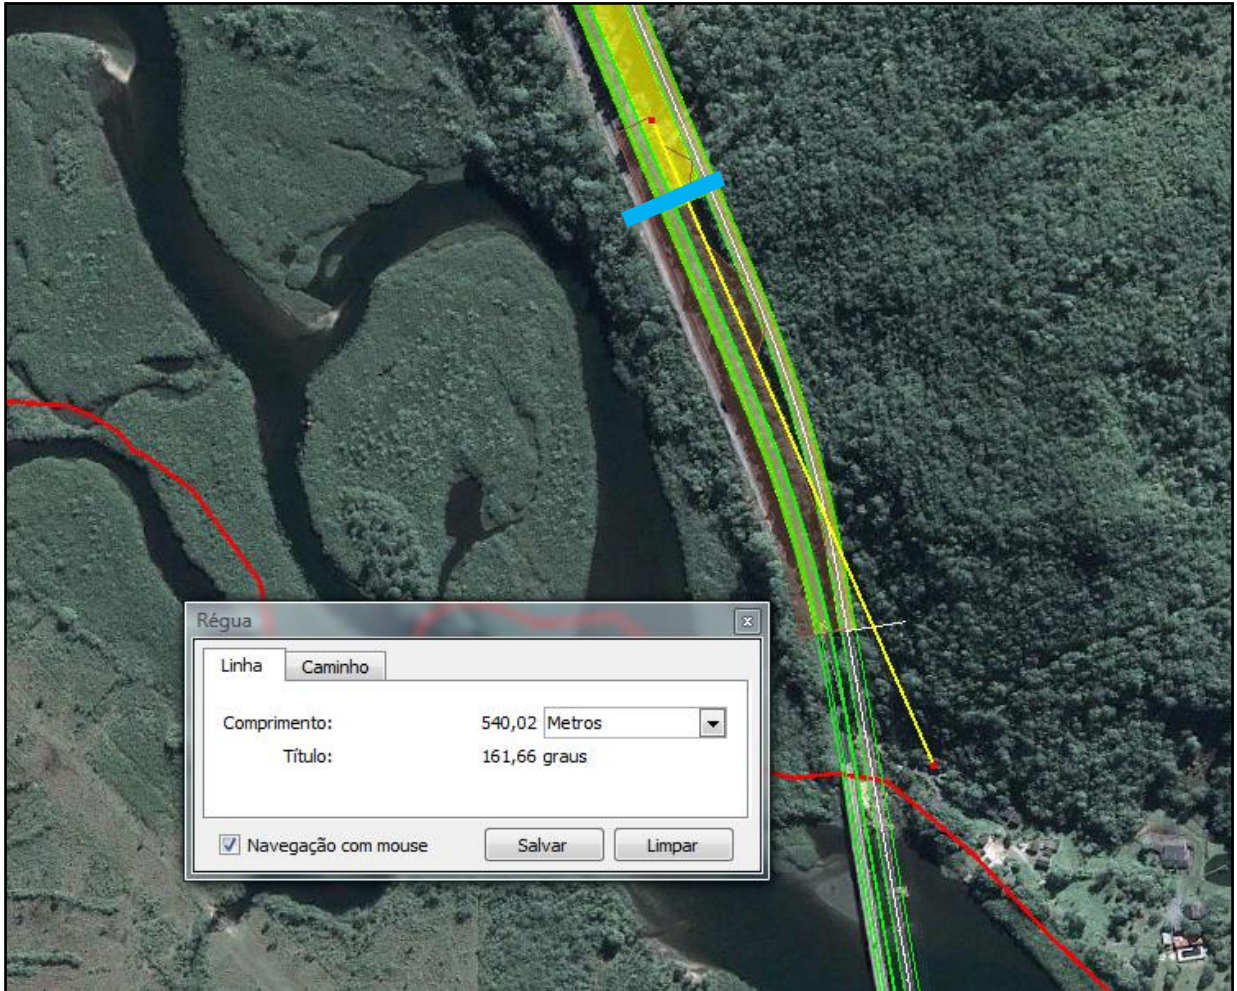 Régua
Linha Caminho
Comprimento: 540,02 Metros
Título: 161,66 graus
Navegação com mouse Salvar Limpar